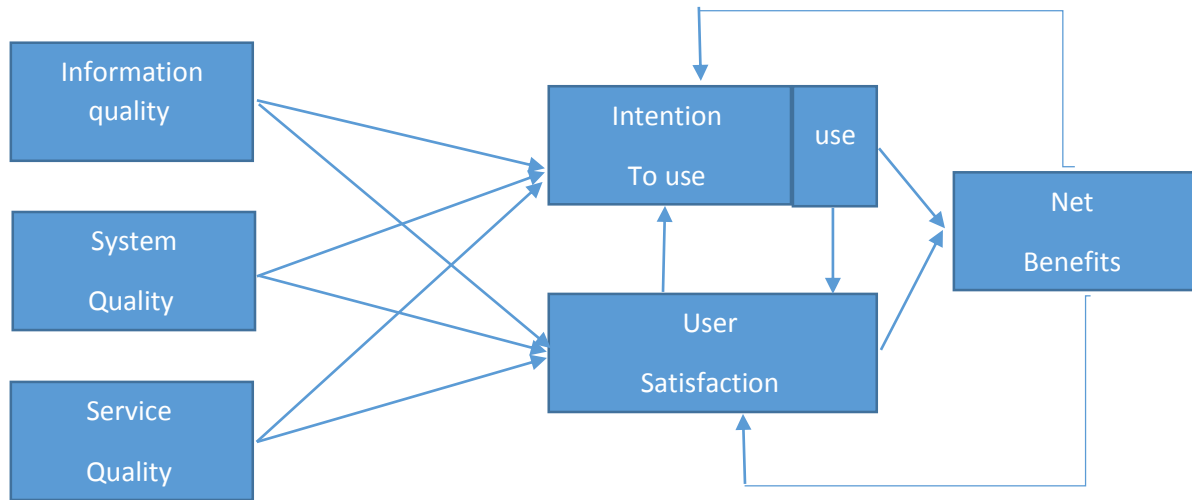 Information
quality
System
Quality
Service
Quality
Intention
To use
use
User
Satisfaction
Net
Benefits